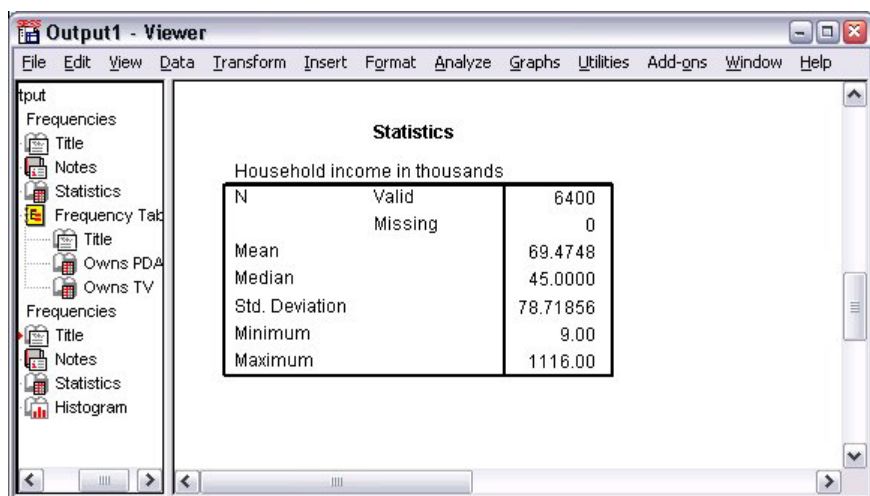 Output1 - Viewer
File Edit View Data Transform Insert Format Analyze Graphs Utilities Add-ons Window Help
tput
Frequencies
Title
Notes
Statistics
Frequency Tab
Title
Owns PDA
Owns TV
Frequencies
Title
Notes
Statistics
Histogram
Statistics
Household income in thousands
N Valid 6400
Missing 0
Mean 69.4748
Median 45.0000
Std. Deviation 78.71856
Minimum 9.00
Maximum 1116.00